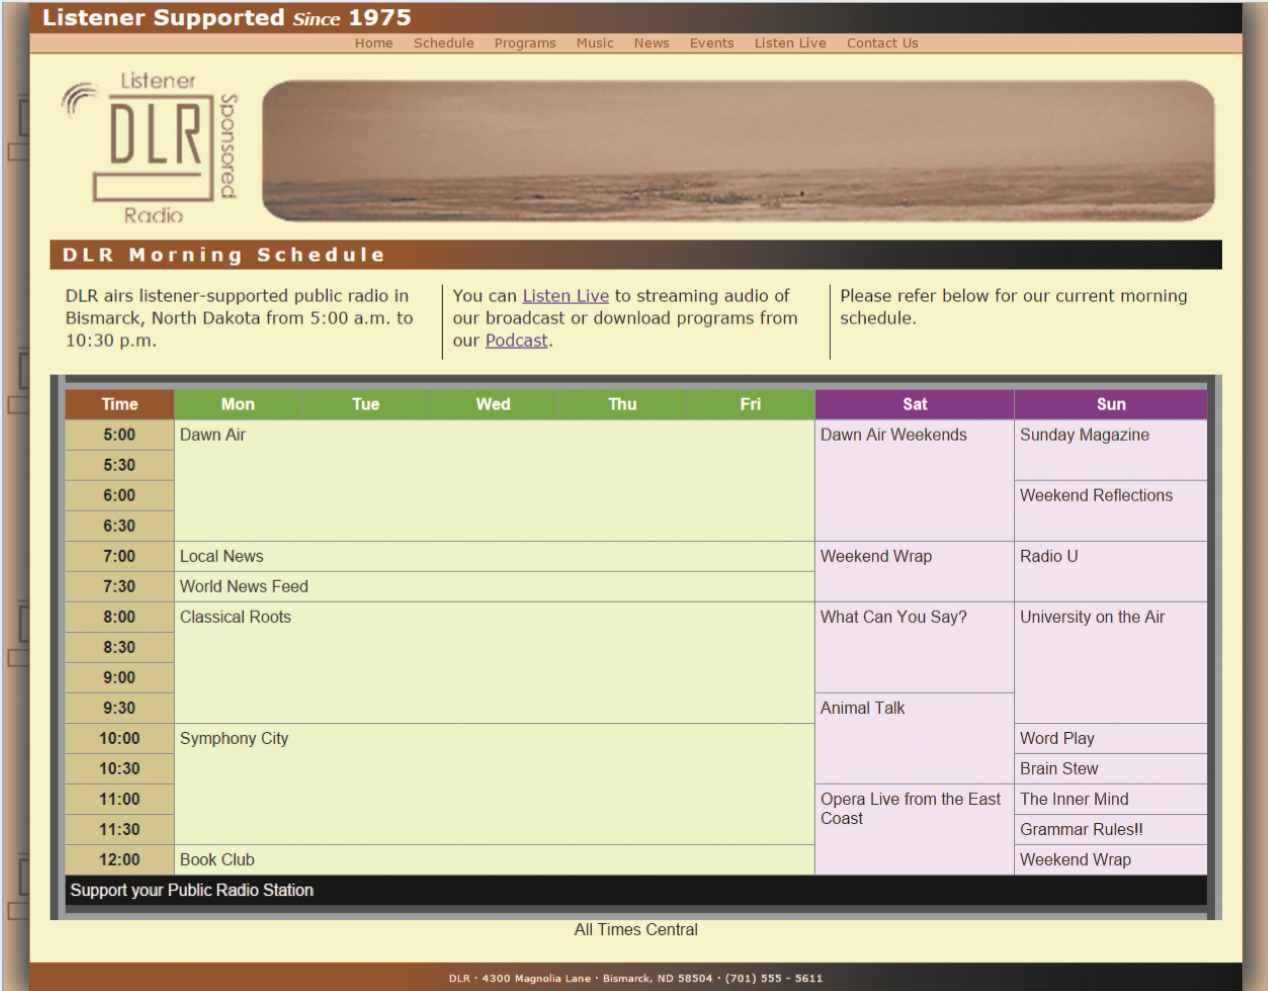 Listener Supported Since 1975
Home Schedule Programs Music News Events Listen Live Contact Us
Listener
DLR
Sponsored
Radio
DLR Morning Schedule
DLR airs listener-supported public radio in
Bismarck, North Dakota from 5:00 a.m. to
10:30 p.m.
You can Listen Live to streaming audio of
our broadcast or download programs from
our Podcast.
Please refer below for our current morning
schedule.
Time Mon Tue Wed Thu Fri Sat Sun
5:00 Dawn Air Dawn Air Weekends Sunday Magazine
5:30
6:00 Weekend Reflections
6:30
7:00 Local News Weekend Wrap Radio U
7:30 World News Feed
8:00 Classical Roots What Can You Say? University on the Air
8:30
9:00
9:30 Animal Talk
10:00 Symphony City Word Play
10:30 Brain Stew
11:00 Opera Live from the East The Inner Mind
Coast
11:30 Grammar Rules!!
12:00 Book Club Weekend Wrap
Support your Public Radio Station
All Times Central
DLR · 4300 Magnolia Lane · Bismarck, ND 58504 · (701) 555 - 5611